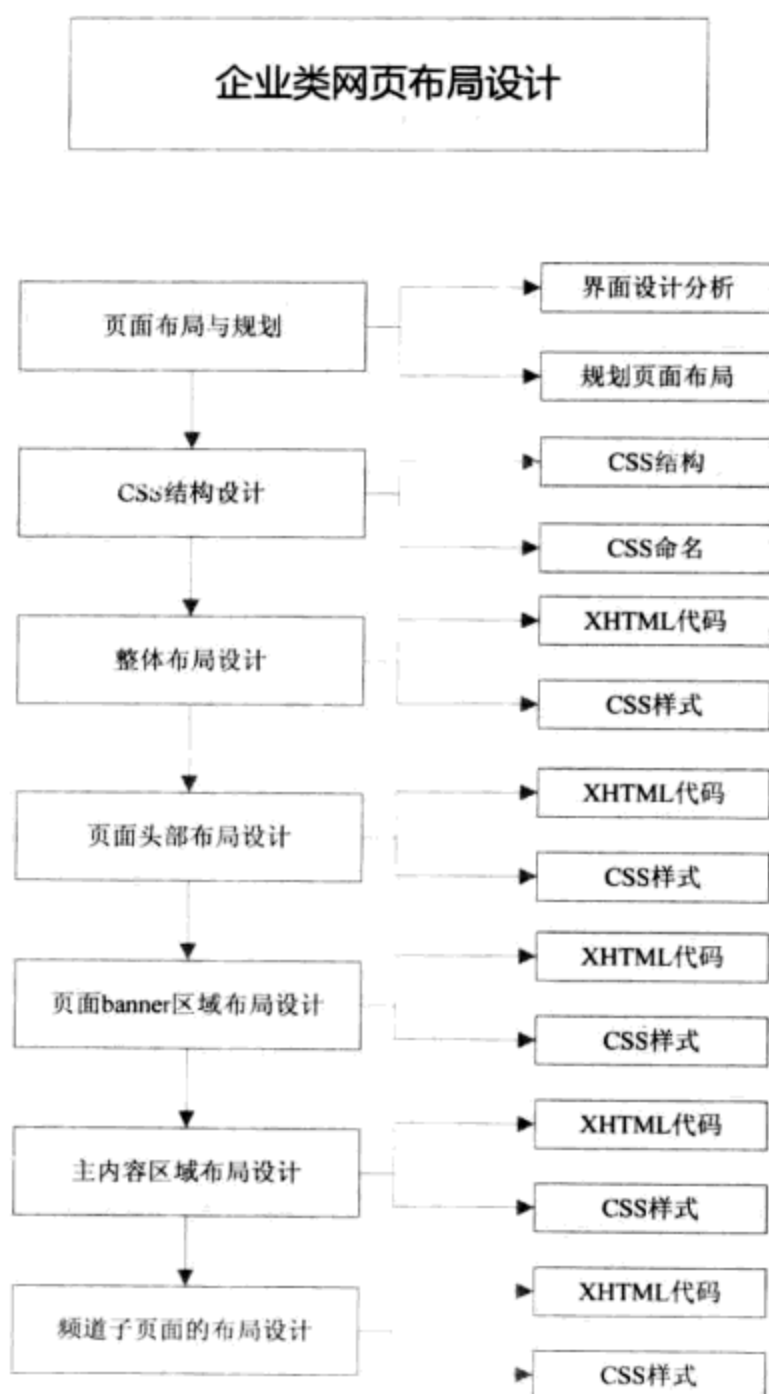 企业类网页布局设计
页面布局与规划
界面设计分析
规划页面布局
CSS结构设计
CSS结构
CSS命名
整体布局设计
XHTML代码
CSS样式
页面头部布局设计
XHTML代码
CSS样式
页面banner区域布局设计
XHTML代码
CSS样式
主内容区域布局设计
XHTML代码
CSS样式
频道子页面的布局设计
XHTML代码
CSS样式